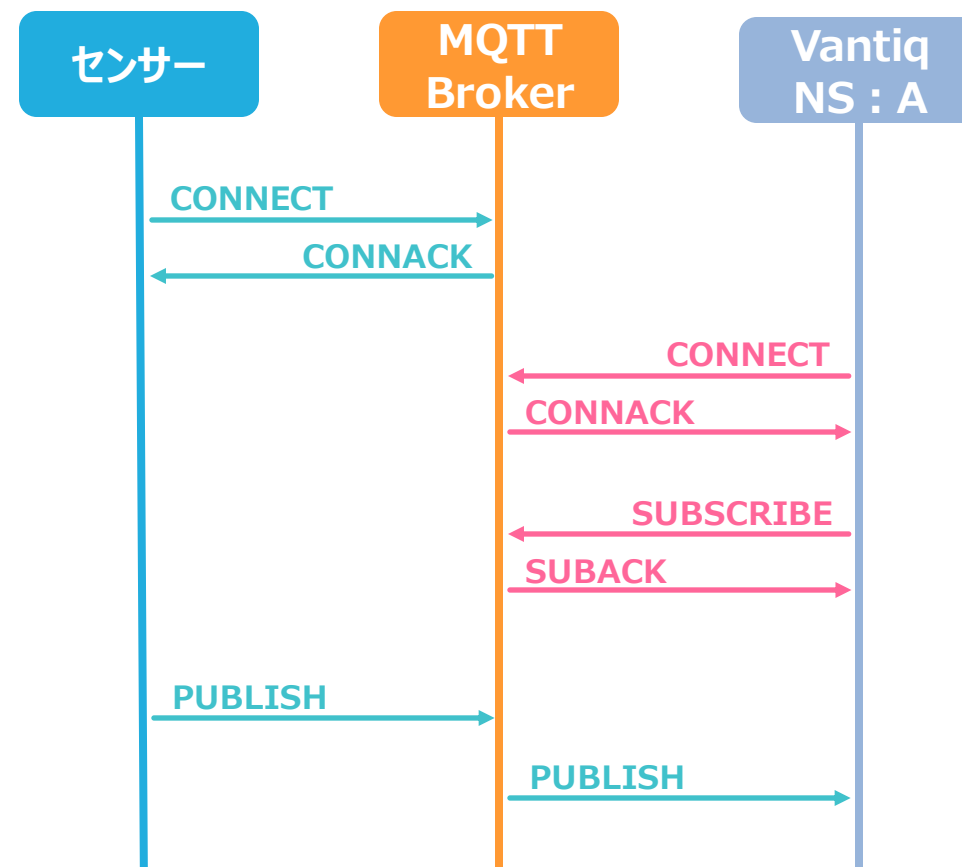 センサー
MQTT
Broker
Vantiq
NS：A
CONNECT
CONNACK
CONNECT
CONNACK
SUBSCRIBE
SUBACK
PUBLISH
PUBLISH